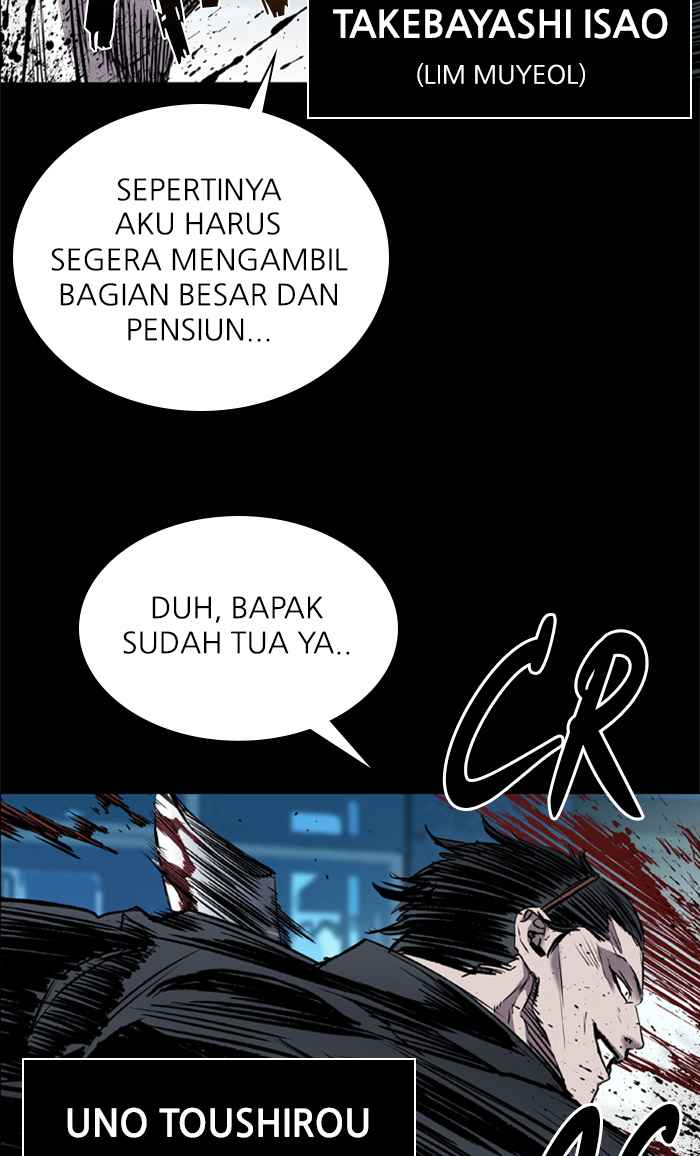 TAKEBAYASHI ISAO
(LIM MUYEOL)
SEPERTINYA
AKU HARUS
SEGERA MENGAMBIL
BAGIAN BESAR DAN
PENSIUN...
DUH, BAPAK
SUDAH TUA YA..
CR
UNO TOUSHIROU